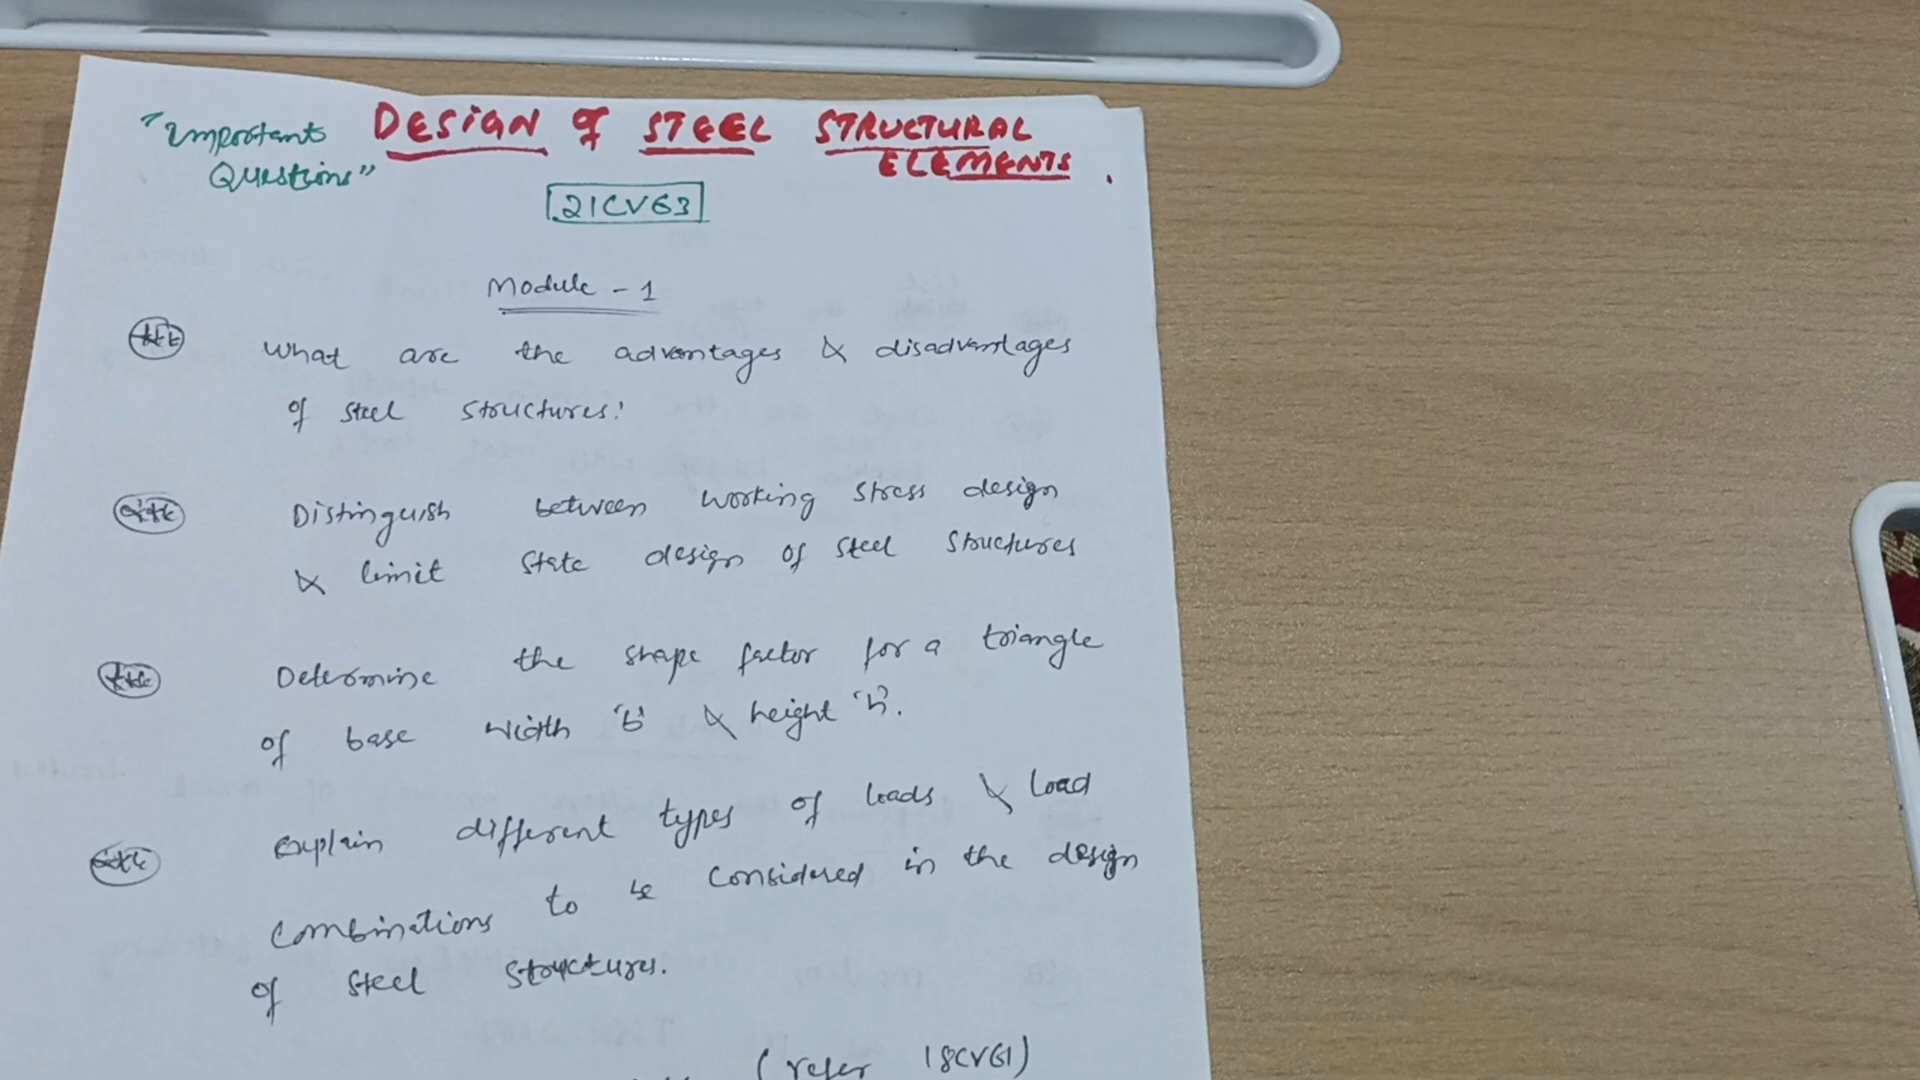 "Importants DESIGN of STEEL STRUCTURAL
Questions" ELEMENTS.
21CV63
Module - 1
What are the advantages & disadvantages
of steel structures!
Distinguish between working stress design
& limit state design of steel structures
Determine the shape factor for a triangle
of base width 'b' & height 'h'.
explain different types of loads & load
combinations to be considered in the design
of steel structures.
(refer 18CV61)